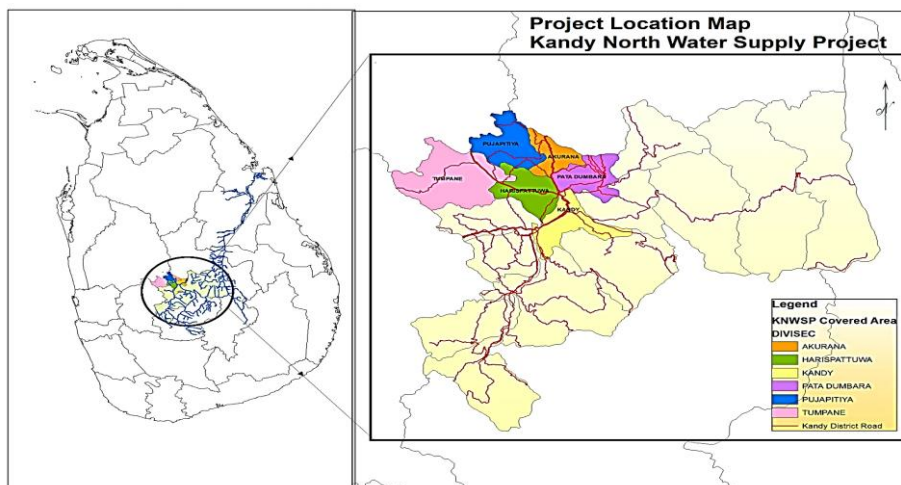 Project Location Map
Kandy North Water Supply Project
N
PUJAPITIYA
AKURANA
TUMPANE
PATA DUMBARA
HARISPATTUWA
KANDY
Legend
KNWSP Covered Area
DIVISEC
AKURANA
HARISPATTUWA
KANDY
PATA DUMBARA
PUJAPITIYA
TUMPANE
Kandy District Road